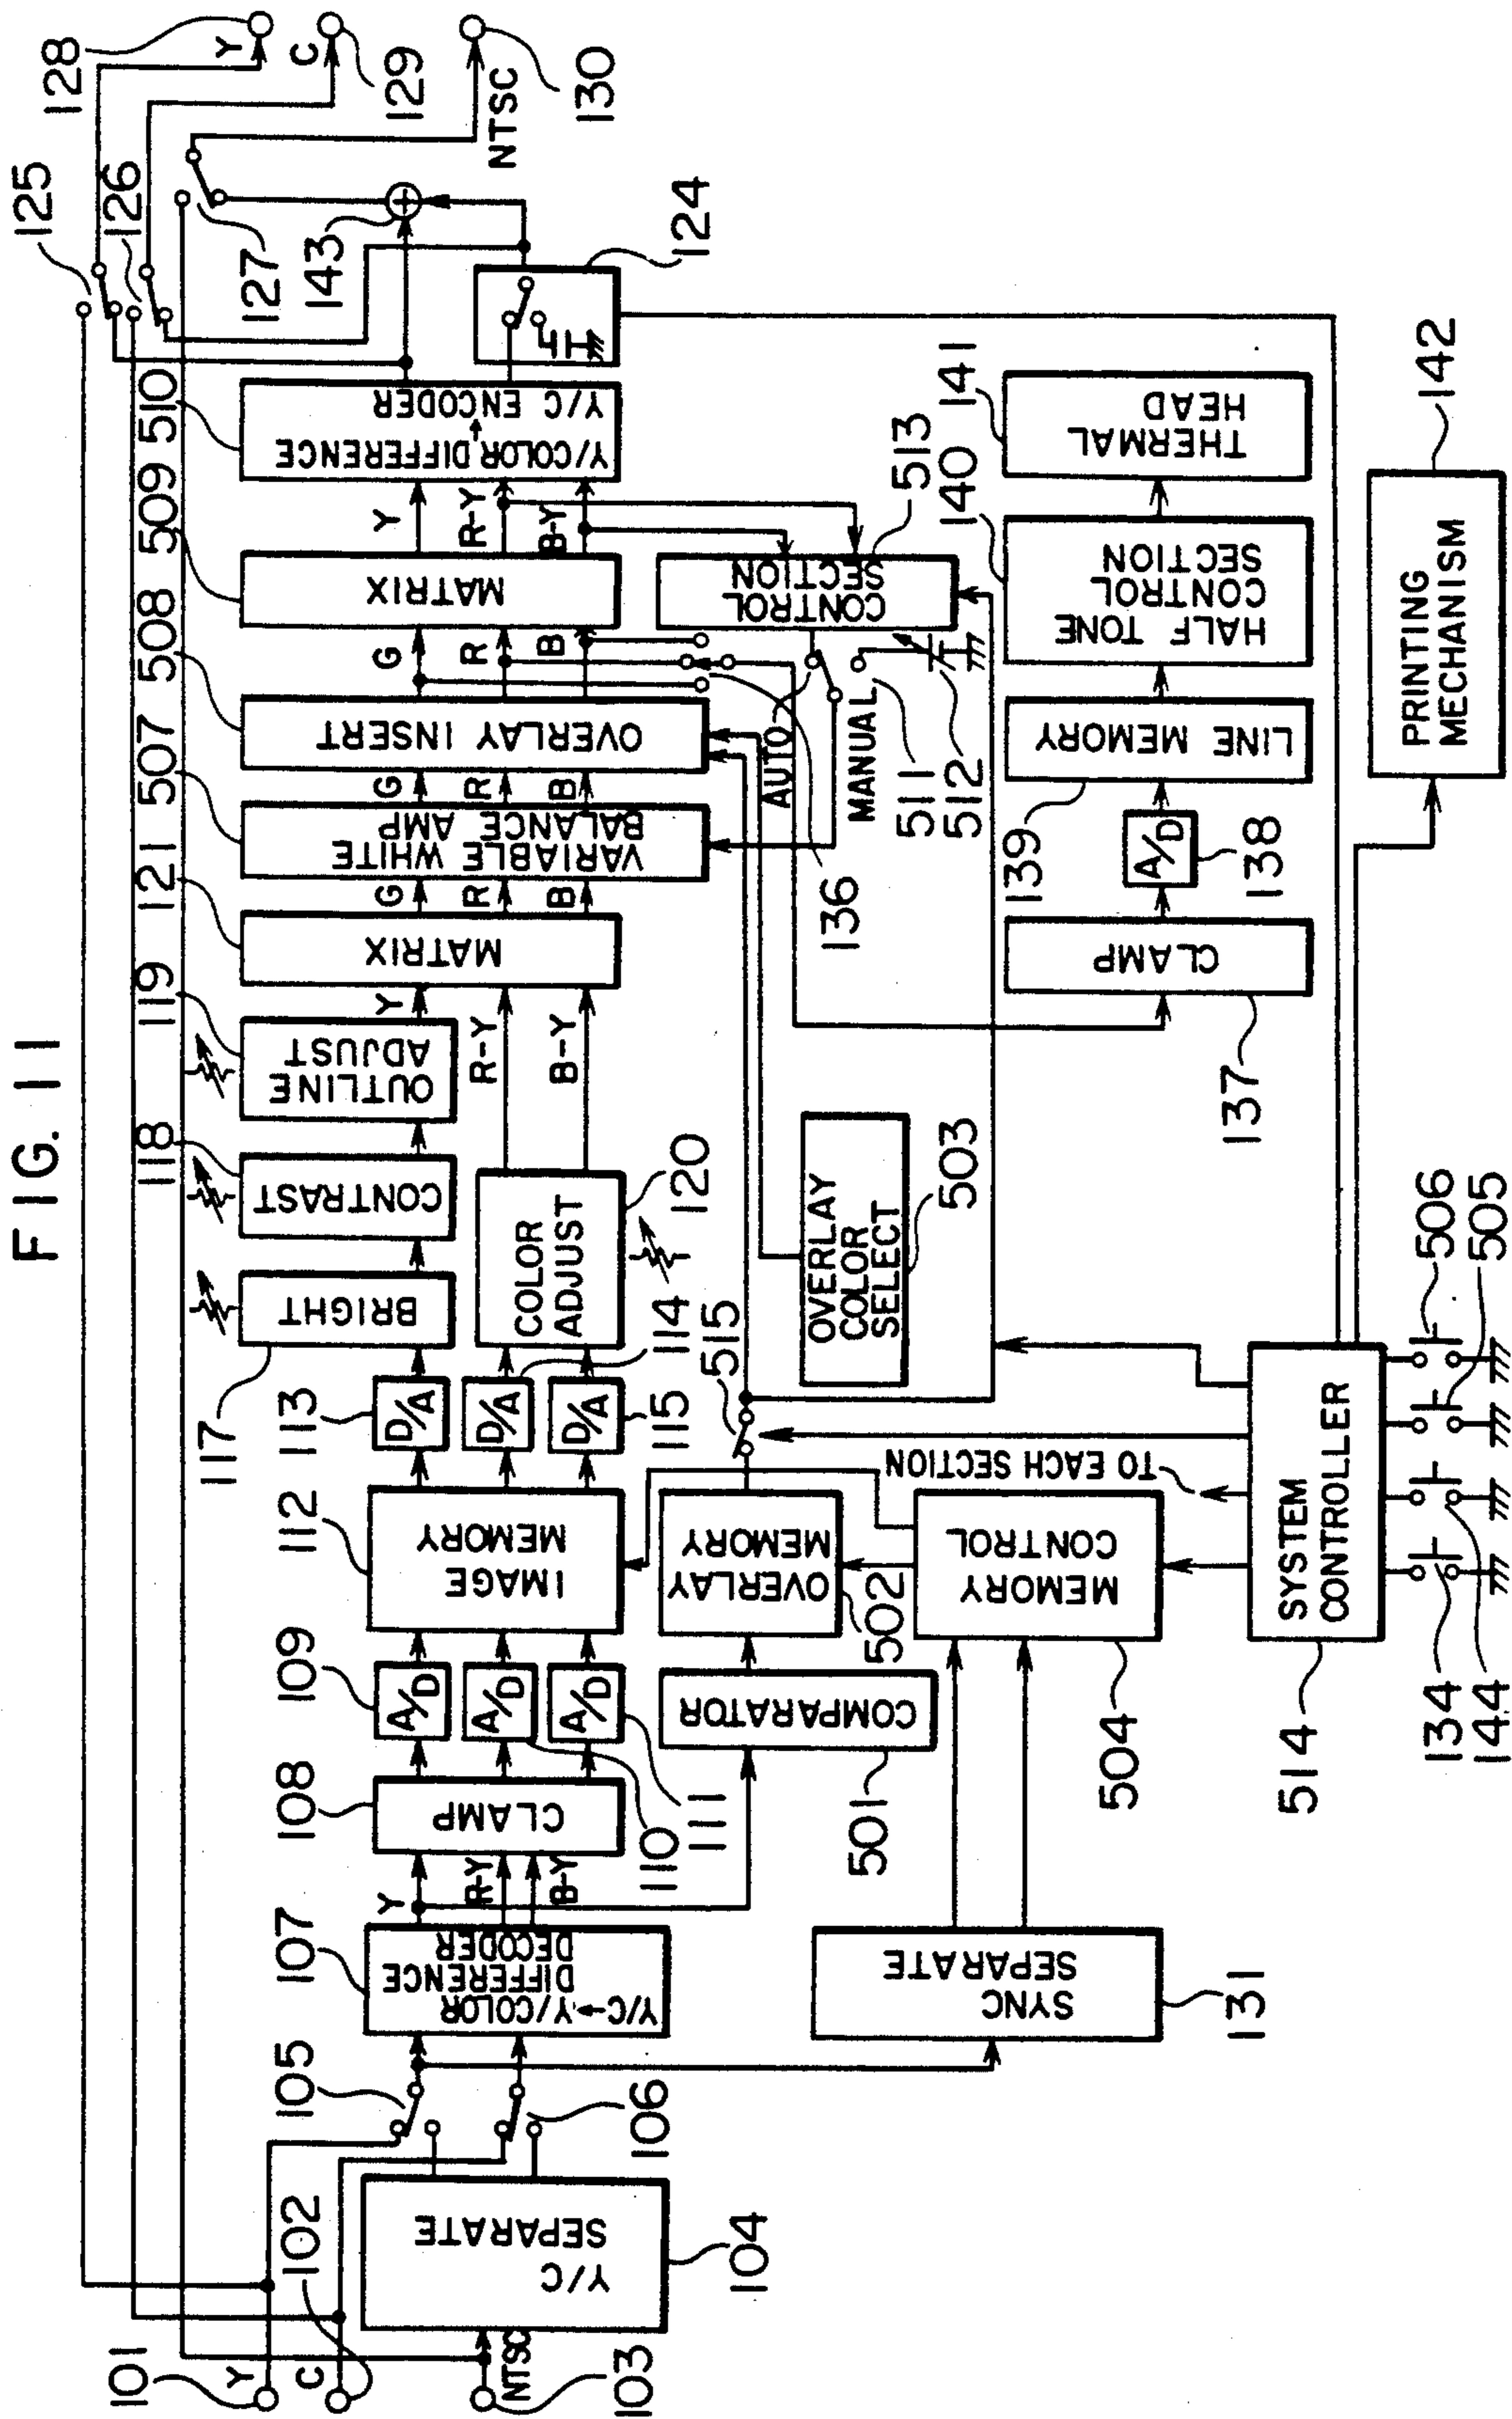 FIG. 11
101
Y
102
C
103
NTSC
104
Y/C
SEPARATE
105
106
107
Y/C→Y/COLOR
DIFFERENCE
DECODER
Y
R-Y
B-Y
108
CLAMP
109
A/D
110
A/D
111
A/D
112
IMAGE
MEMORY
113
D/A
114
D/A
115
D/A
117
BRIGHT
118
CONTRAST
119
OUTLINE
ADJUST
120
COLOR
ADJUST
Y
R-Y
B-Y
121
MATRIX
G
R
B
507
VARIABLE WHITE
BALANCE AMP
G
R
B
508
OVERLAY INSERT
G
R
B
509
MATRIX
Y
R-Y
B-Y
510
Y/COLOR DIFFERENCE
→
Y/C ENCODER
124
143
125
126
127
128
Y
129
C
130
NTSC
131
SYNC
SEPARATE
501
COMPARATOR
502
OVERLAY
MEMORY
515
503
OVERLAY
COLOR
SELECT
504
MEMORY
CONTROL
TO EACH SECTION
514
SYSTEM
CONTROLLER
134
144
505
506
AUTO
MANUAL
136
511
512
513
CONTROL
SECTION
137
CLAMP
138
A/D
139
LINE MEMORY
140
HALF TONE
CONTROL
SECTION
141
THERMAL
HEAD
142
PRINTING
MECHANISM